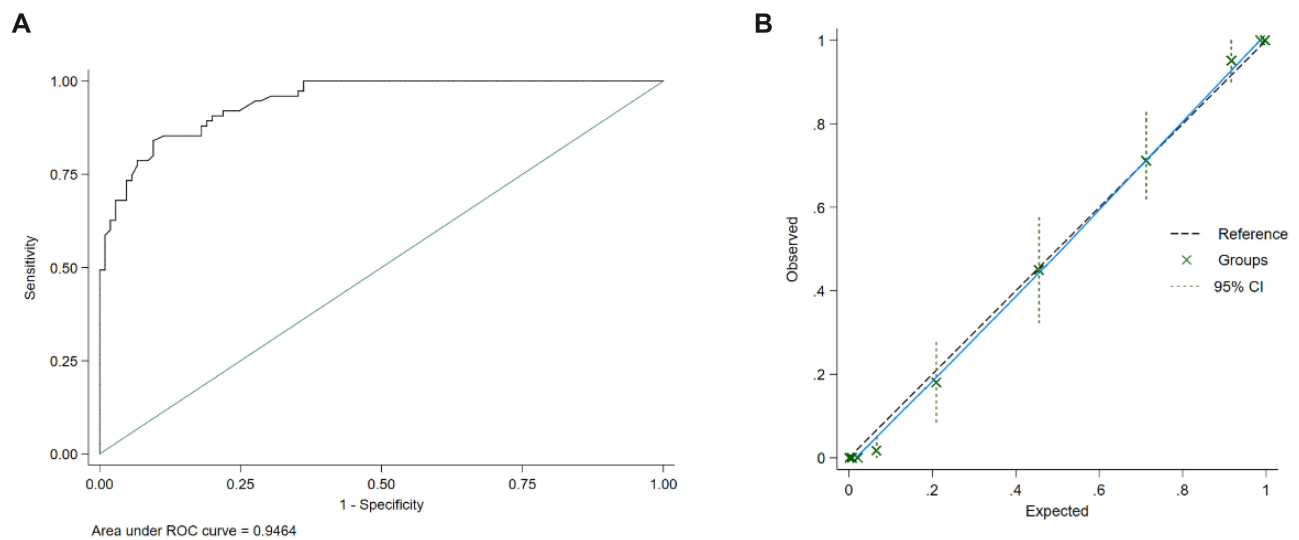 A
1.00
0.75
0.50
0.25
0.00
Sensitivity
0.00 0.25 0.50 0.75 1.00
1 - Specificity
Area under ROC curve = 0.9464
B
1
.8
.6
.4
.2
0
Observed
0 .2 .4 .6 .8 1
Expected
Reference
Groups
95% CI